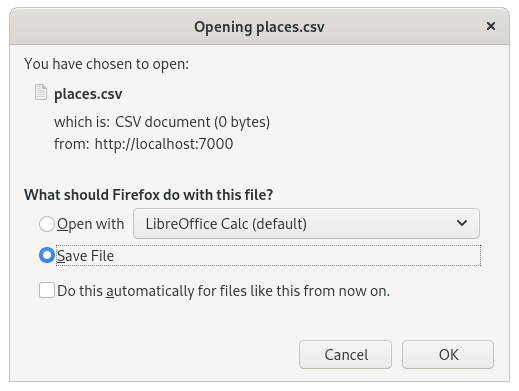 Opening places.csv
You have chosen to open:
places.csv
which is: CSV document (0 bytes)
from: http://localhost:7000
What should Firefox do with this file?
Open with LibreOffice Calc (default)
Save File
Do this automatically for files like this from now on.
Cancel OK